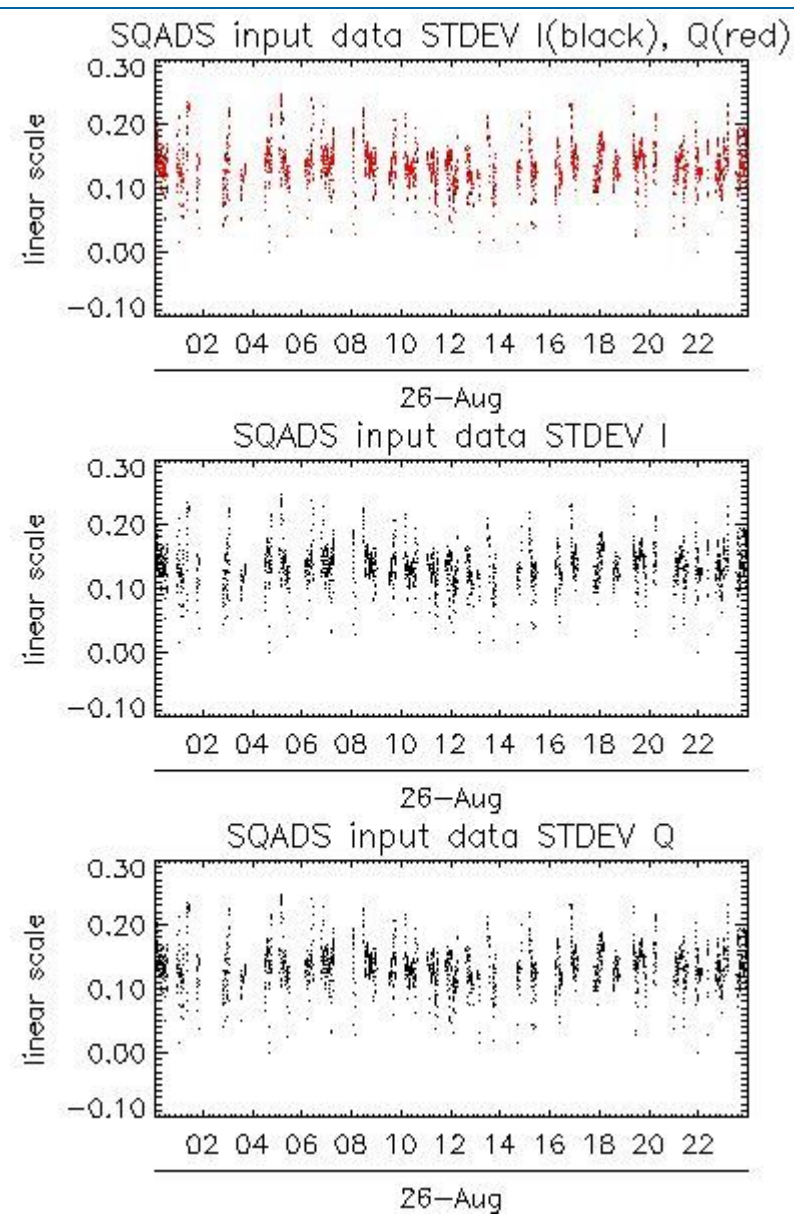 SQADS input data STDEV I(black), Q(red)
0.30
0.20
0.10
0.00
−0.10
linear scale
02 04 06 08 10 12 14 16 18 20 22
26−Aug
SQADS input data STDEV I
0.30
0.20
0.10
0.00
−0.10
linear scale
02 04 06 08 10 12 14 16 18 20 22
26−Aug
SQADS input data STDEV Q
0.30
0.20
0.10
0.00
−0.10
linear scale
02 04 06 08 10 12 14 16 18 20 22
26−Aug